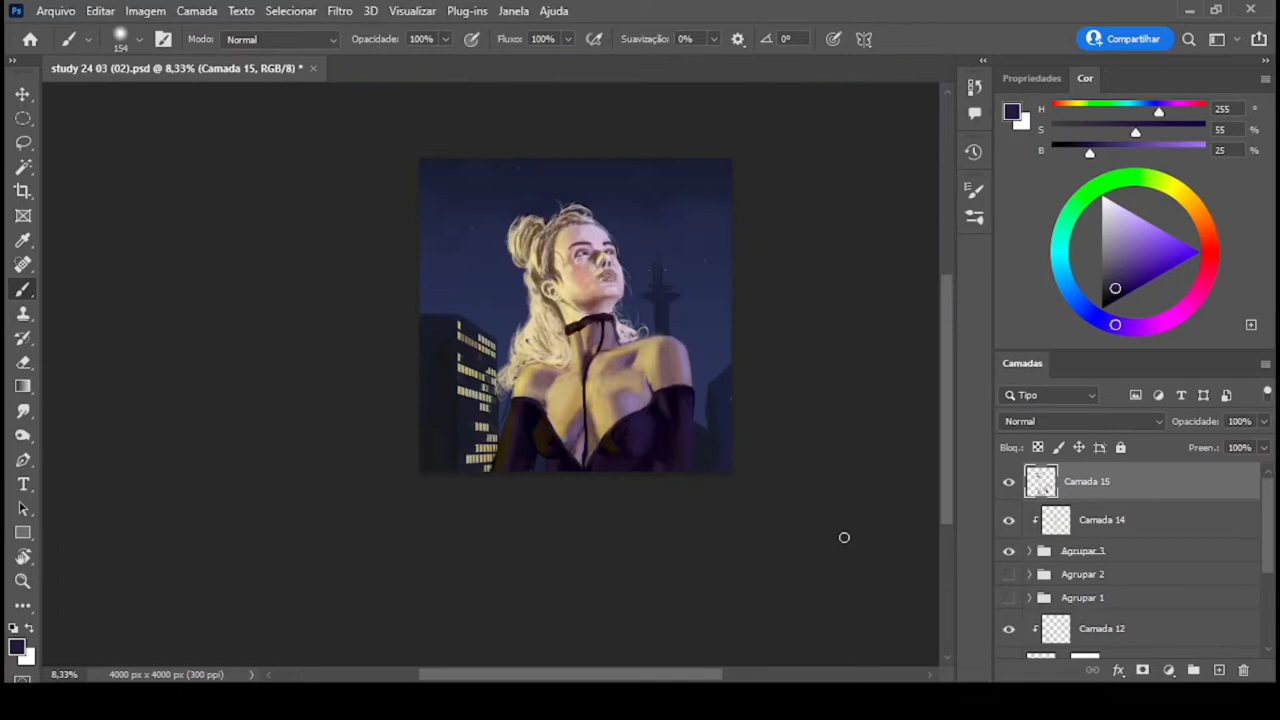 Ps Arquivo Editar Imagem Camada Texto Selecionar Filtro 3D Visualizar Plug-ins Janela Ajuda
154 Modo: Normal Opacidade: 100% Fluxo: 100% Suavização: 0% 0° Compartilhar
study 24 03 (02).psd @ 8,33% (Camada 15, RGB/8) *
Propriedades Cor
H 255 °
S 55 %
B 25 %
Camadas
Tipo
Normal Opacidade: 100%
Bloq.: Preen.: 100%
Camada 15
Camada 14
Agrupar 3
Agrupar 2
Agrupar 1
Camada 12
8,33% 4000 px x 4000 px (300 ppi)